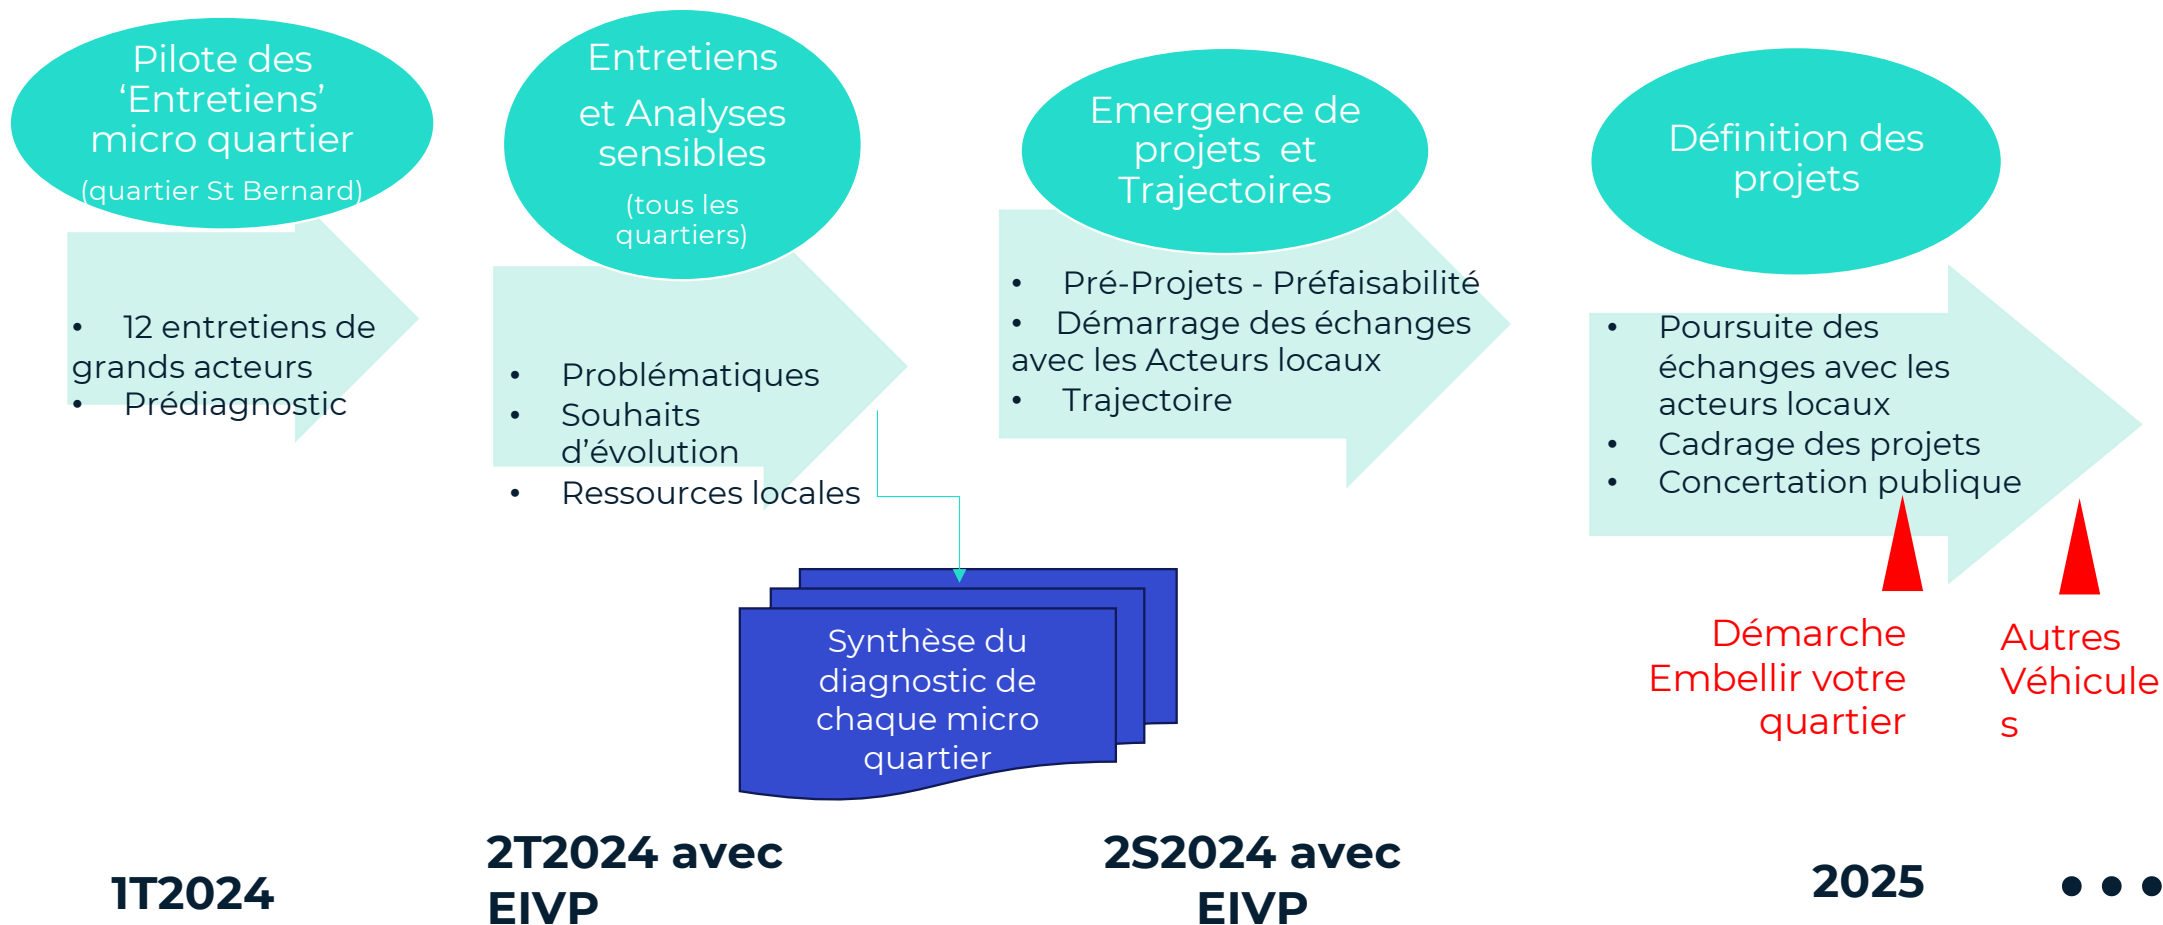 Pilote des
‘Entretiens’
micro quartier
(quartier St Bernard)
• 12 entretiens de
grands acteurs
• Prédiagnostic
Entretiens
et Analyses
sensibles
(tous les
quartiers)
• Problématiques
• Souhaits
d’évolution
• Ressources locales
Synthèse du
diagnostic de
chaque micro
quartier
Emergence de
projets et
Trajectoires
• Pré-Projets - Préfaisabilité
• Démarrage des échanges
avec les Acteurs locaux
• Trajectoire
Définition des
projets
• Poursuite des
échanges avec les
acteurs locaux
• Cadrage des projets
• Concertation publique
Démarche
Embellir votre
quartier
Autres
Véhicule
s
1T2024
2T2024 avec
EIVP
2S2024 avec
EIVP
2025
• • •